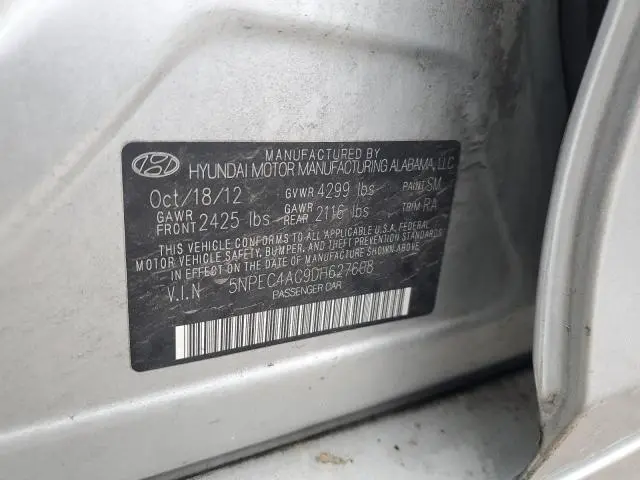 MANUFACTURED BY
HYUNDAI MOTOR MANUFACTURING ALABAMA, LLC
Oct/18/12 GVWR 4299 lbs PAINT SM
GAWR FRONT 2425 lbs GAWR REAR 2116 lbs TRIM RA
THIS VEHICLE CONFORMS TO ALL APPLICABLE U.S.A. FEDERAL
MOTOR VEHICLE SAFETY, BUMPER, AND THEFT PREVENTION STANDARDS
IN EFFECT ON THE DATE OF MANUFACTURE SHOWN ABOVE.
V.I.N 5NPEC4AC9DH627608
PASSENGER CAR